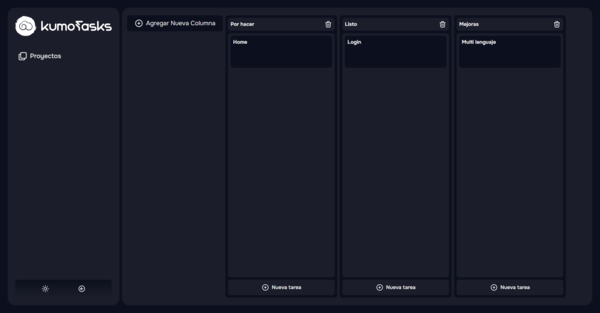 kumoTasks
Proyectos
Agregar Nueva Columna
Por hacer
Home
Nueva tarea
Listo
Login
Nueva tarea
Mejoras
Multi lenguaje
Nueva tarea